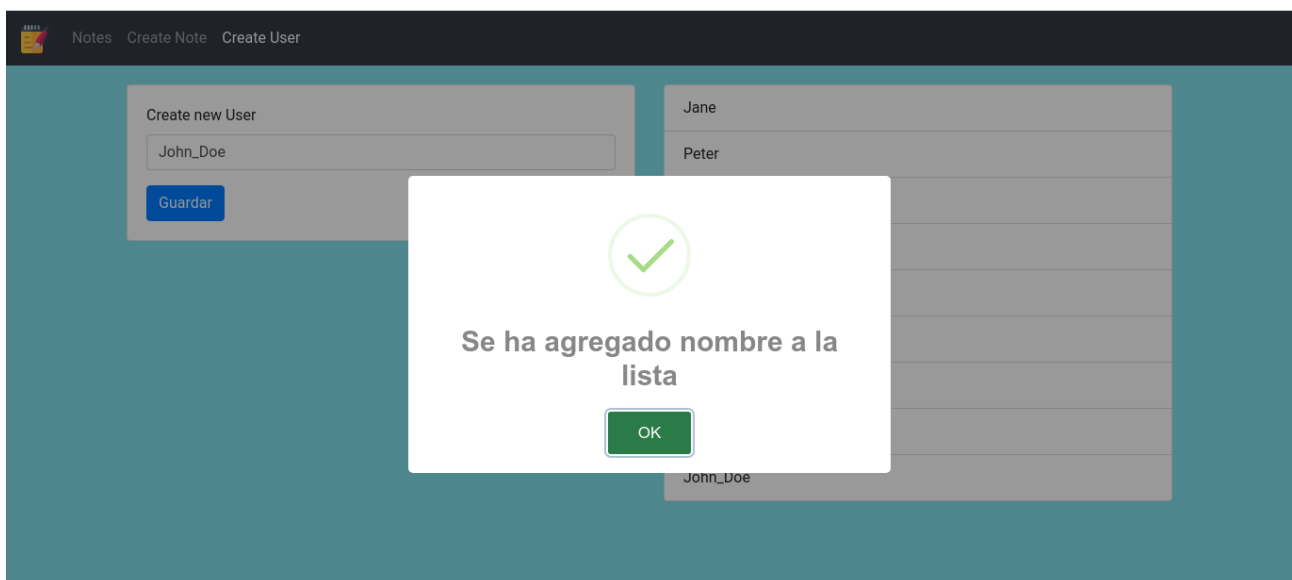 Notes Create Note Create User
Create new User
John_Doe
Guardar
Jane
Peter
Se ha agregado nombre a la
lista
OK
John_Doe